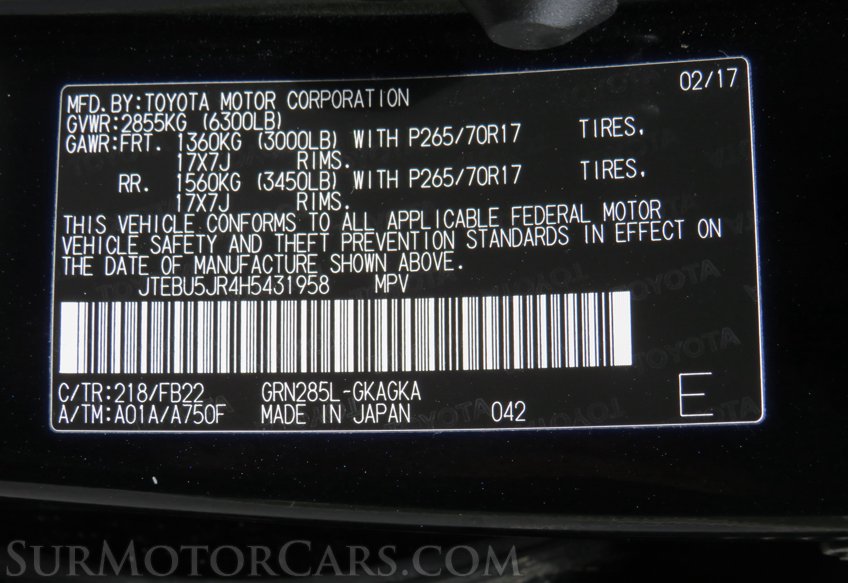 02/17
MFD. BY: TOYOTA MOTOR CORPORATION
GVWR: 2855KG (6300LB)
GAWR: FRT. 1360KG (3000LB) WITH P265/70R17 TIRES.
17X7J RIMS.
RR. 1560KG (3450LB) WITH P265/70R17 TIRES.
17X7J RIMS.
THIS VEHICLE CONFORMS TO ALL APPLICABLE FEDERAL MOTOR
VEHICLE SAFETY AND THEFT PREVENTION STANDARDS IN EFFECT ON
THE DATE OF MANUFACTURE SHOWN ABOVE.
JTEBU5JR4H5431958 MPV
C/TR: 218/FB22 GRN285L-GKAGKA
A/TM: A01A/A750F MADE IN JAPAN 042 E
TOYOTA
TOYOTA
SurMotorCars.com